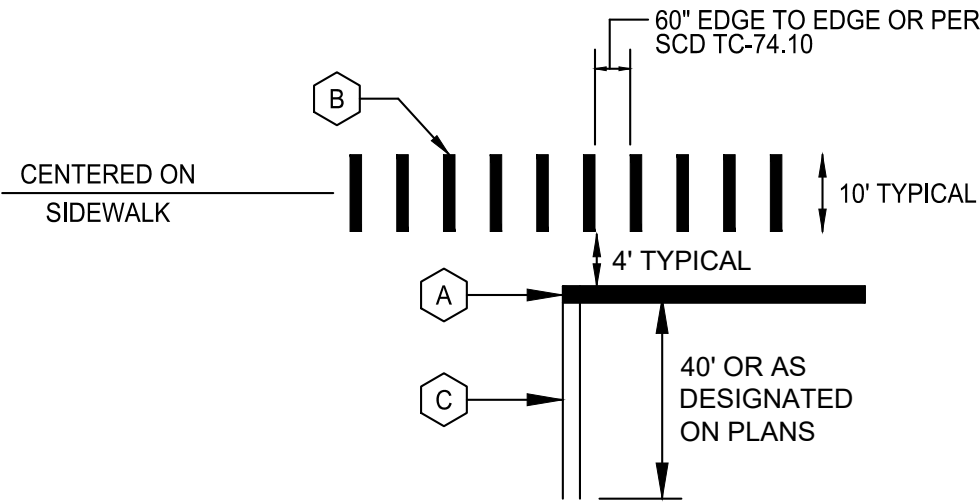 60" EDGE TO EDGE OR PER
SCD TC-74.10
B
CENTERED ON
SIDEWALK
10' TYPICAL
4' TYPICAL
A
40' OR AS
DESIGNATED
ON PLANS
C